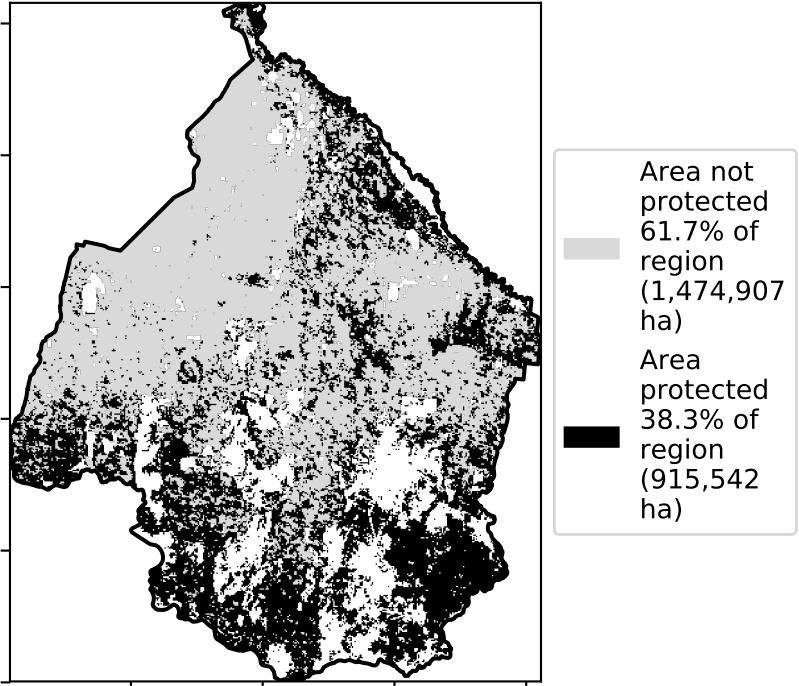 Area not
protected
61.7% of
region
(1,474,907
ha)
Area
protected
38.3% of
region
(915,542
ha)